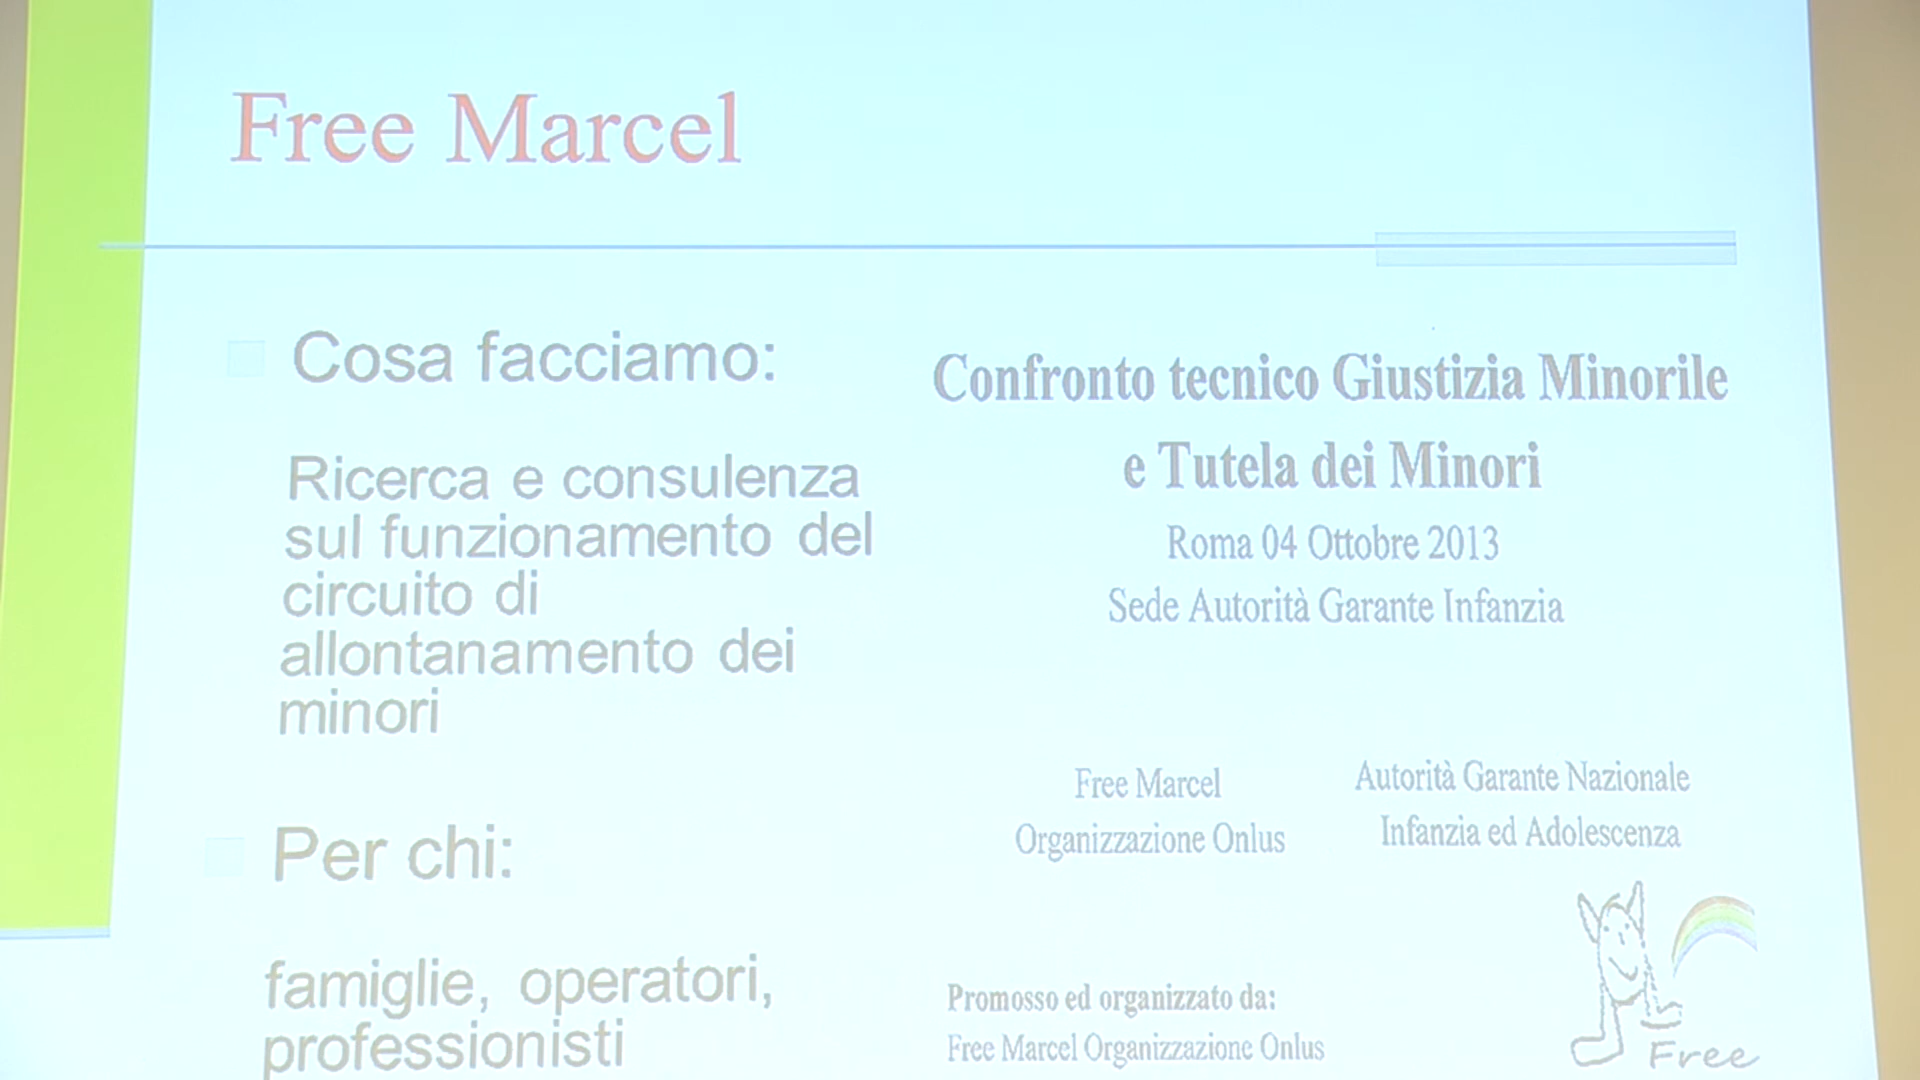 Free Marcel
Cosa facciamo:
Ricerca e consulenza
sul funzionamento del
circuito di
allontanamento dei
minori
Per chi:
famiglie, operatori,
professionisti
Confronto tecnico Giustizia Minorile
e Tutela dei Minori
Roma 04 Ottobre 2013
Sede Autorità Garante Infanzia
Free Marcel
Organizzazione Onlus
Autorità Garante Nazionale
Infanzia ed Adolescenza
Promosso ed organizzato da:
Free Marcel Organizzazione Onlus
Free